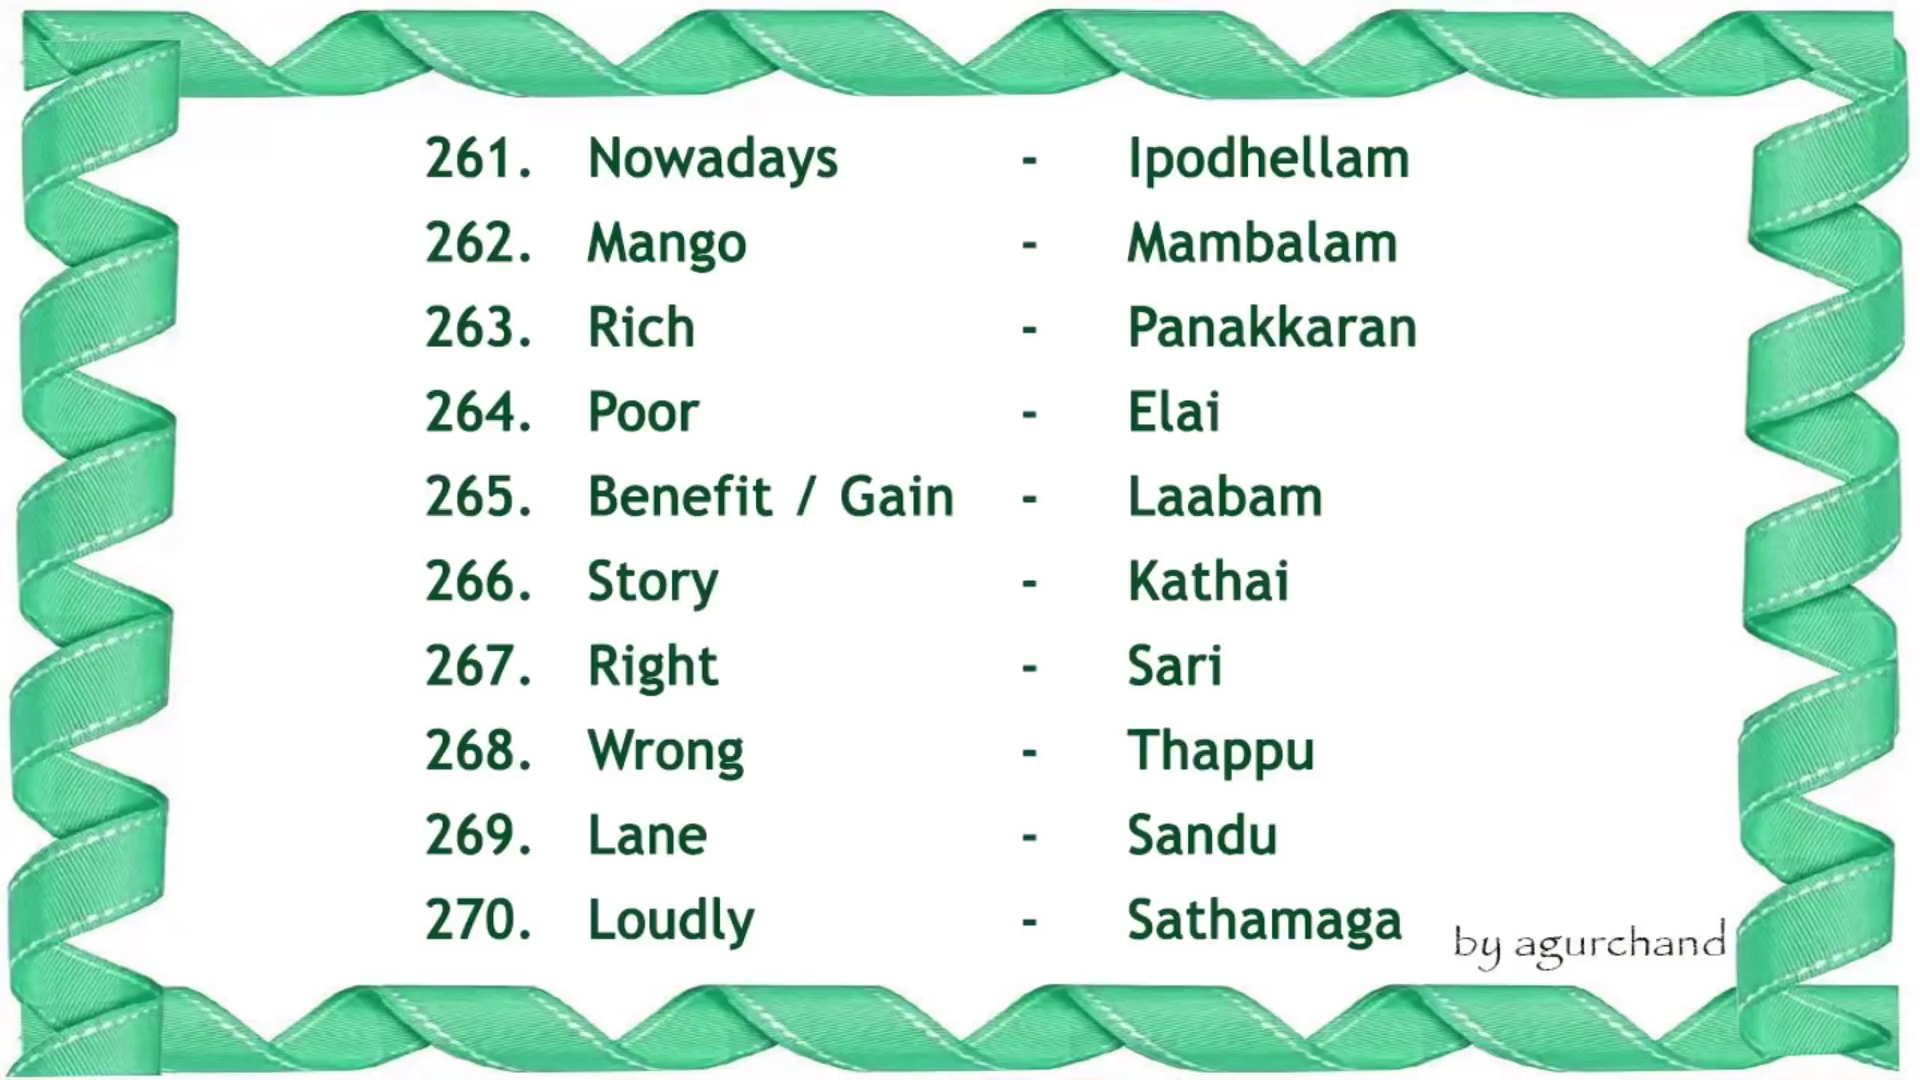 261. Nowadays - Ipodhellam
262. Mango - Mambalam
263. Rich - Panakkaran
264. Poor - Elai
265. Benefit / Gain - Laabam
266. Story - Kathai
267. Right - Sari
268. Wrong - Thappu
269. Lane - Sandu
270. Loudly - Sathamaga
by agurchand